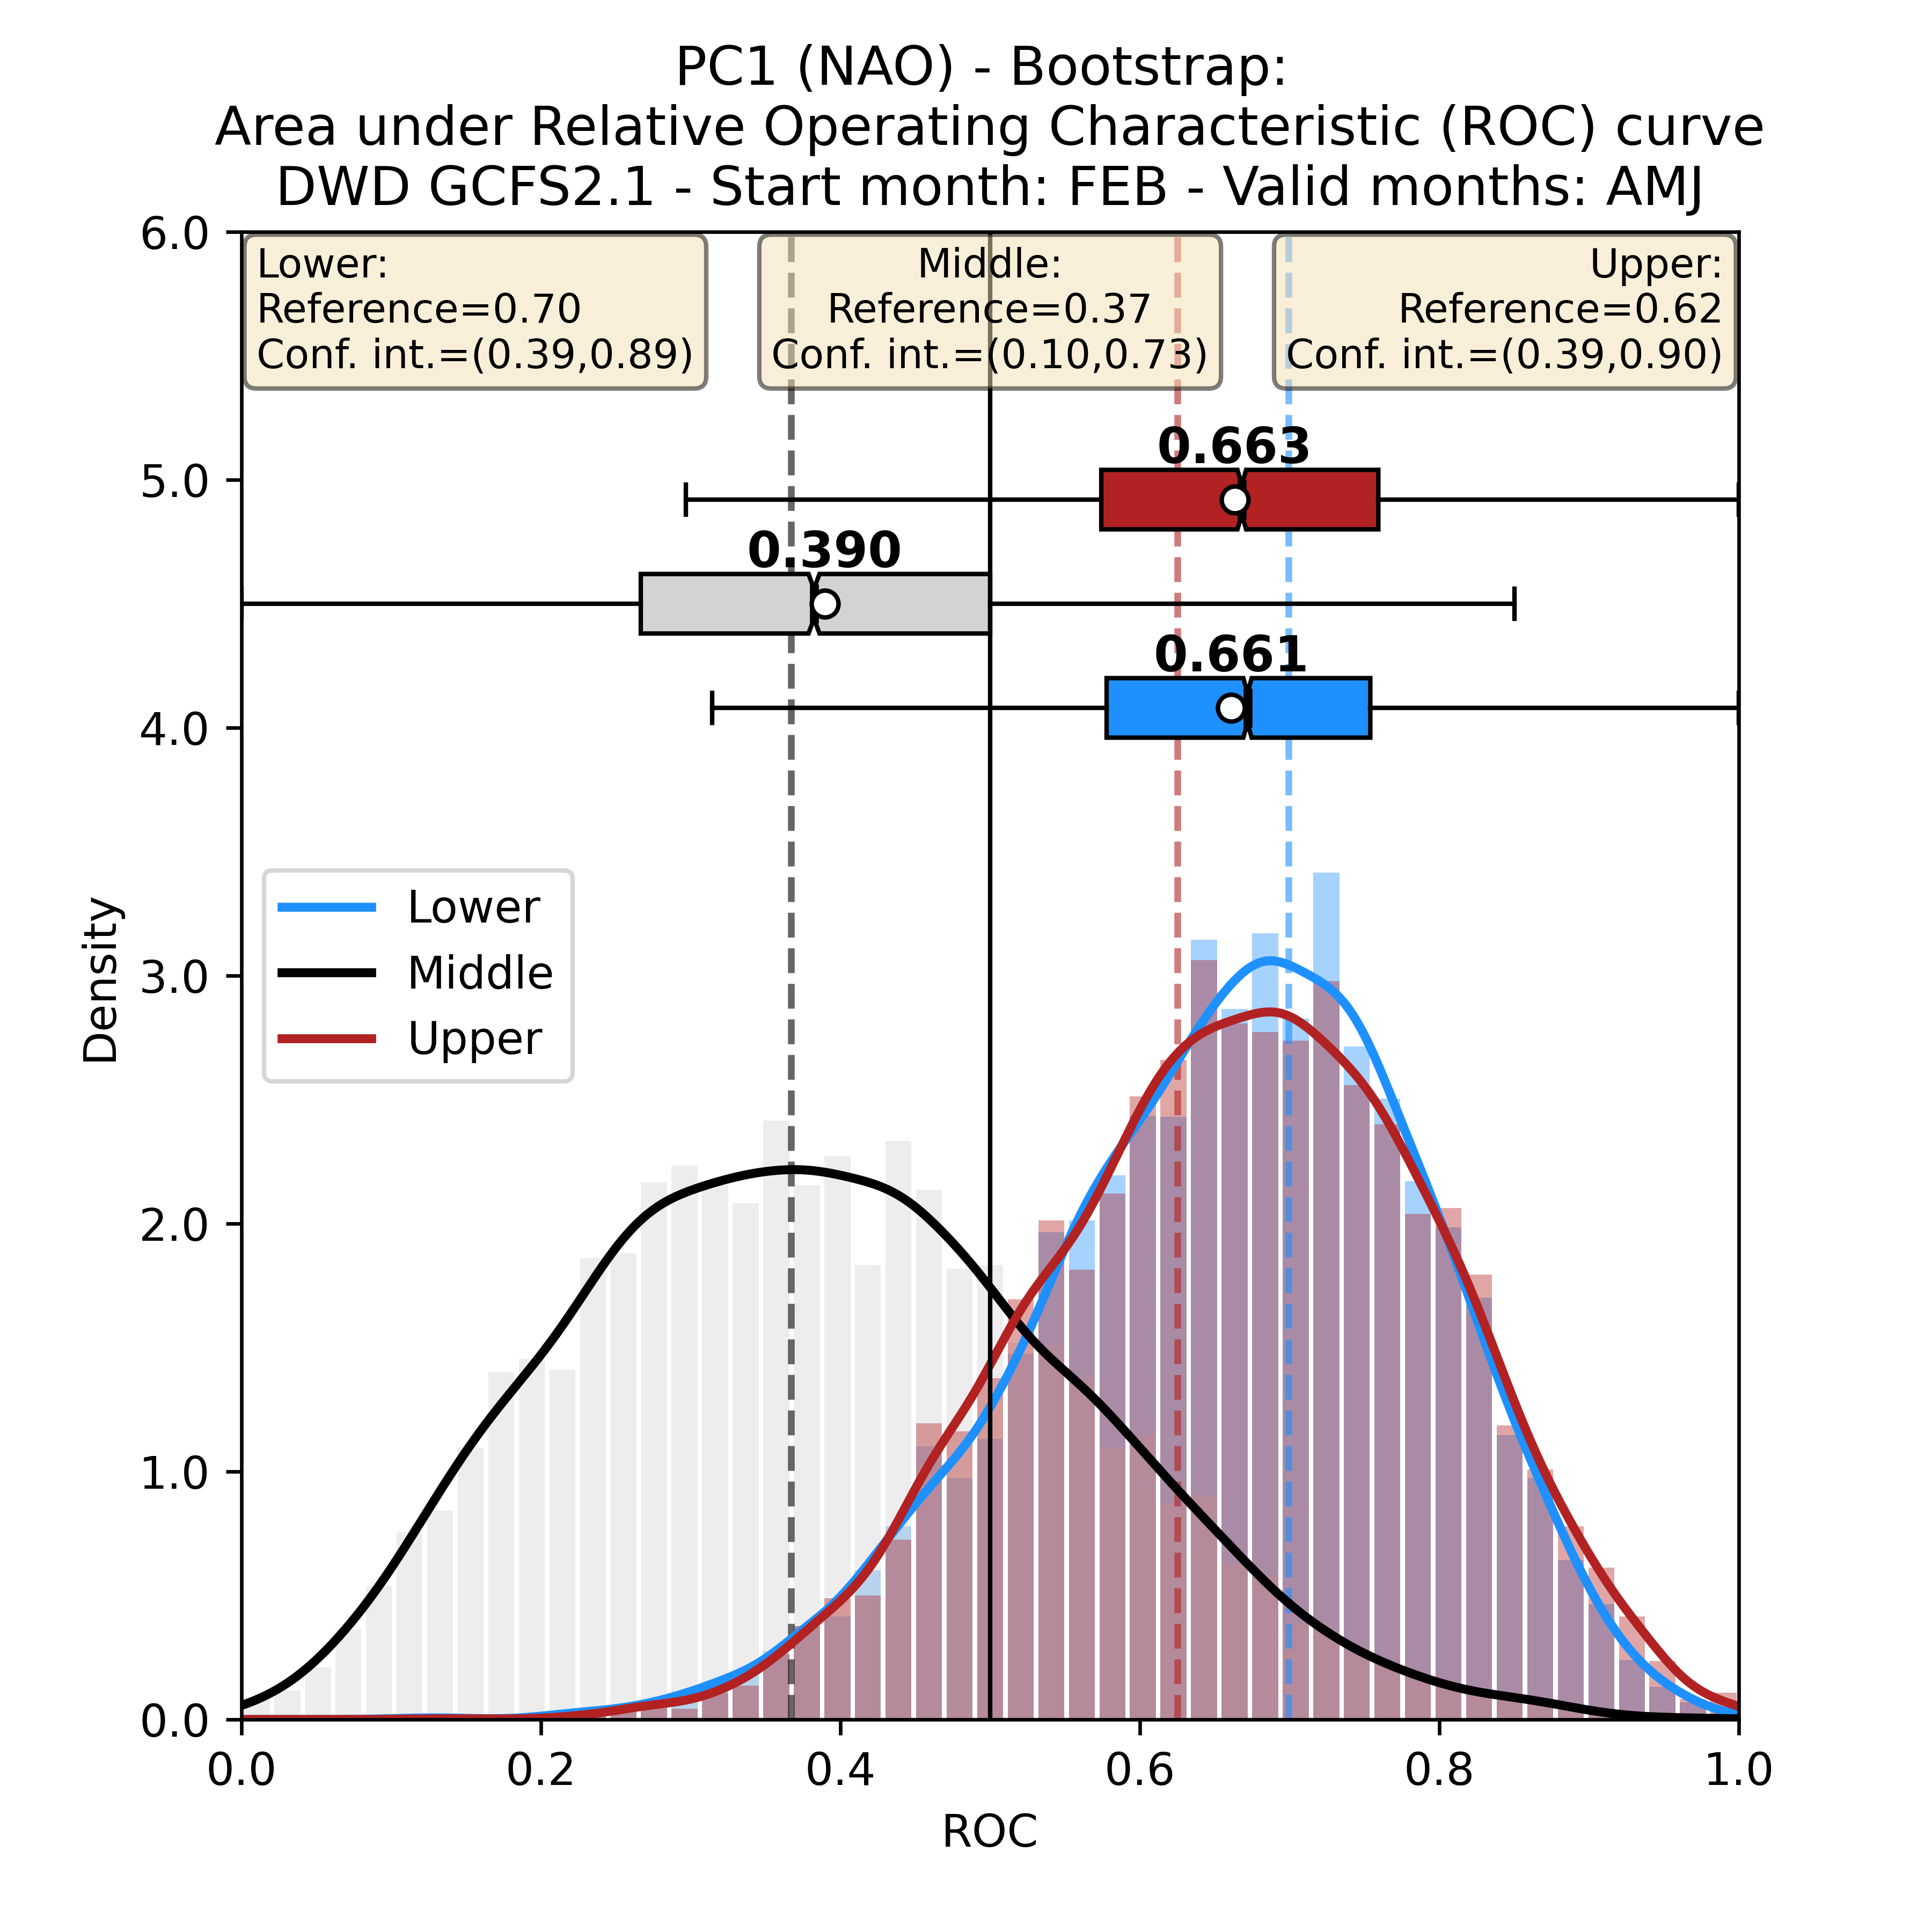 PC1 (NAO) - Bootstrap:
Area under Relative Operating Characteristic (ROC) curve
DWD GCFS2.1 - Start month: FEB - Valid months: AMJ
Lower:
Reference=0.70
Conf. int.=(0.39,0.89)
Middle:
Reference=0.37
Conf. int.=(0.10,0.73)
Upper:
Reference=0.62
Conf. int.=(0.39,0.90)
0.663
0.390
0.661
Lower
Middle
Upper
Density
6.0
5.0
4.0
3.0
2.0
1.0
0.0
0.0 0.2 0.4 0.6 0.8 1.0
ROC